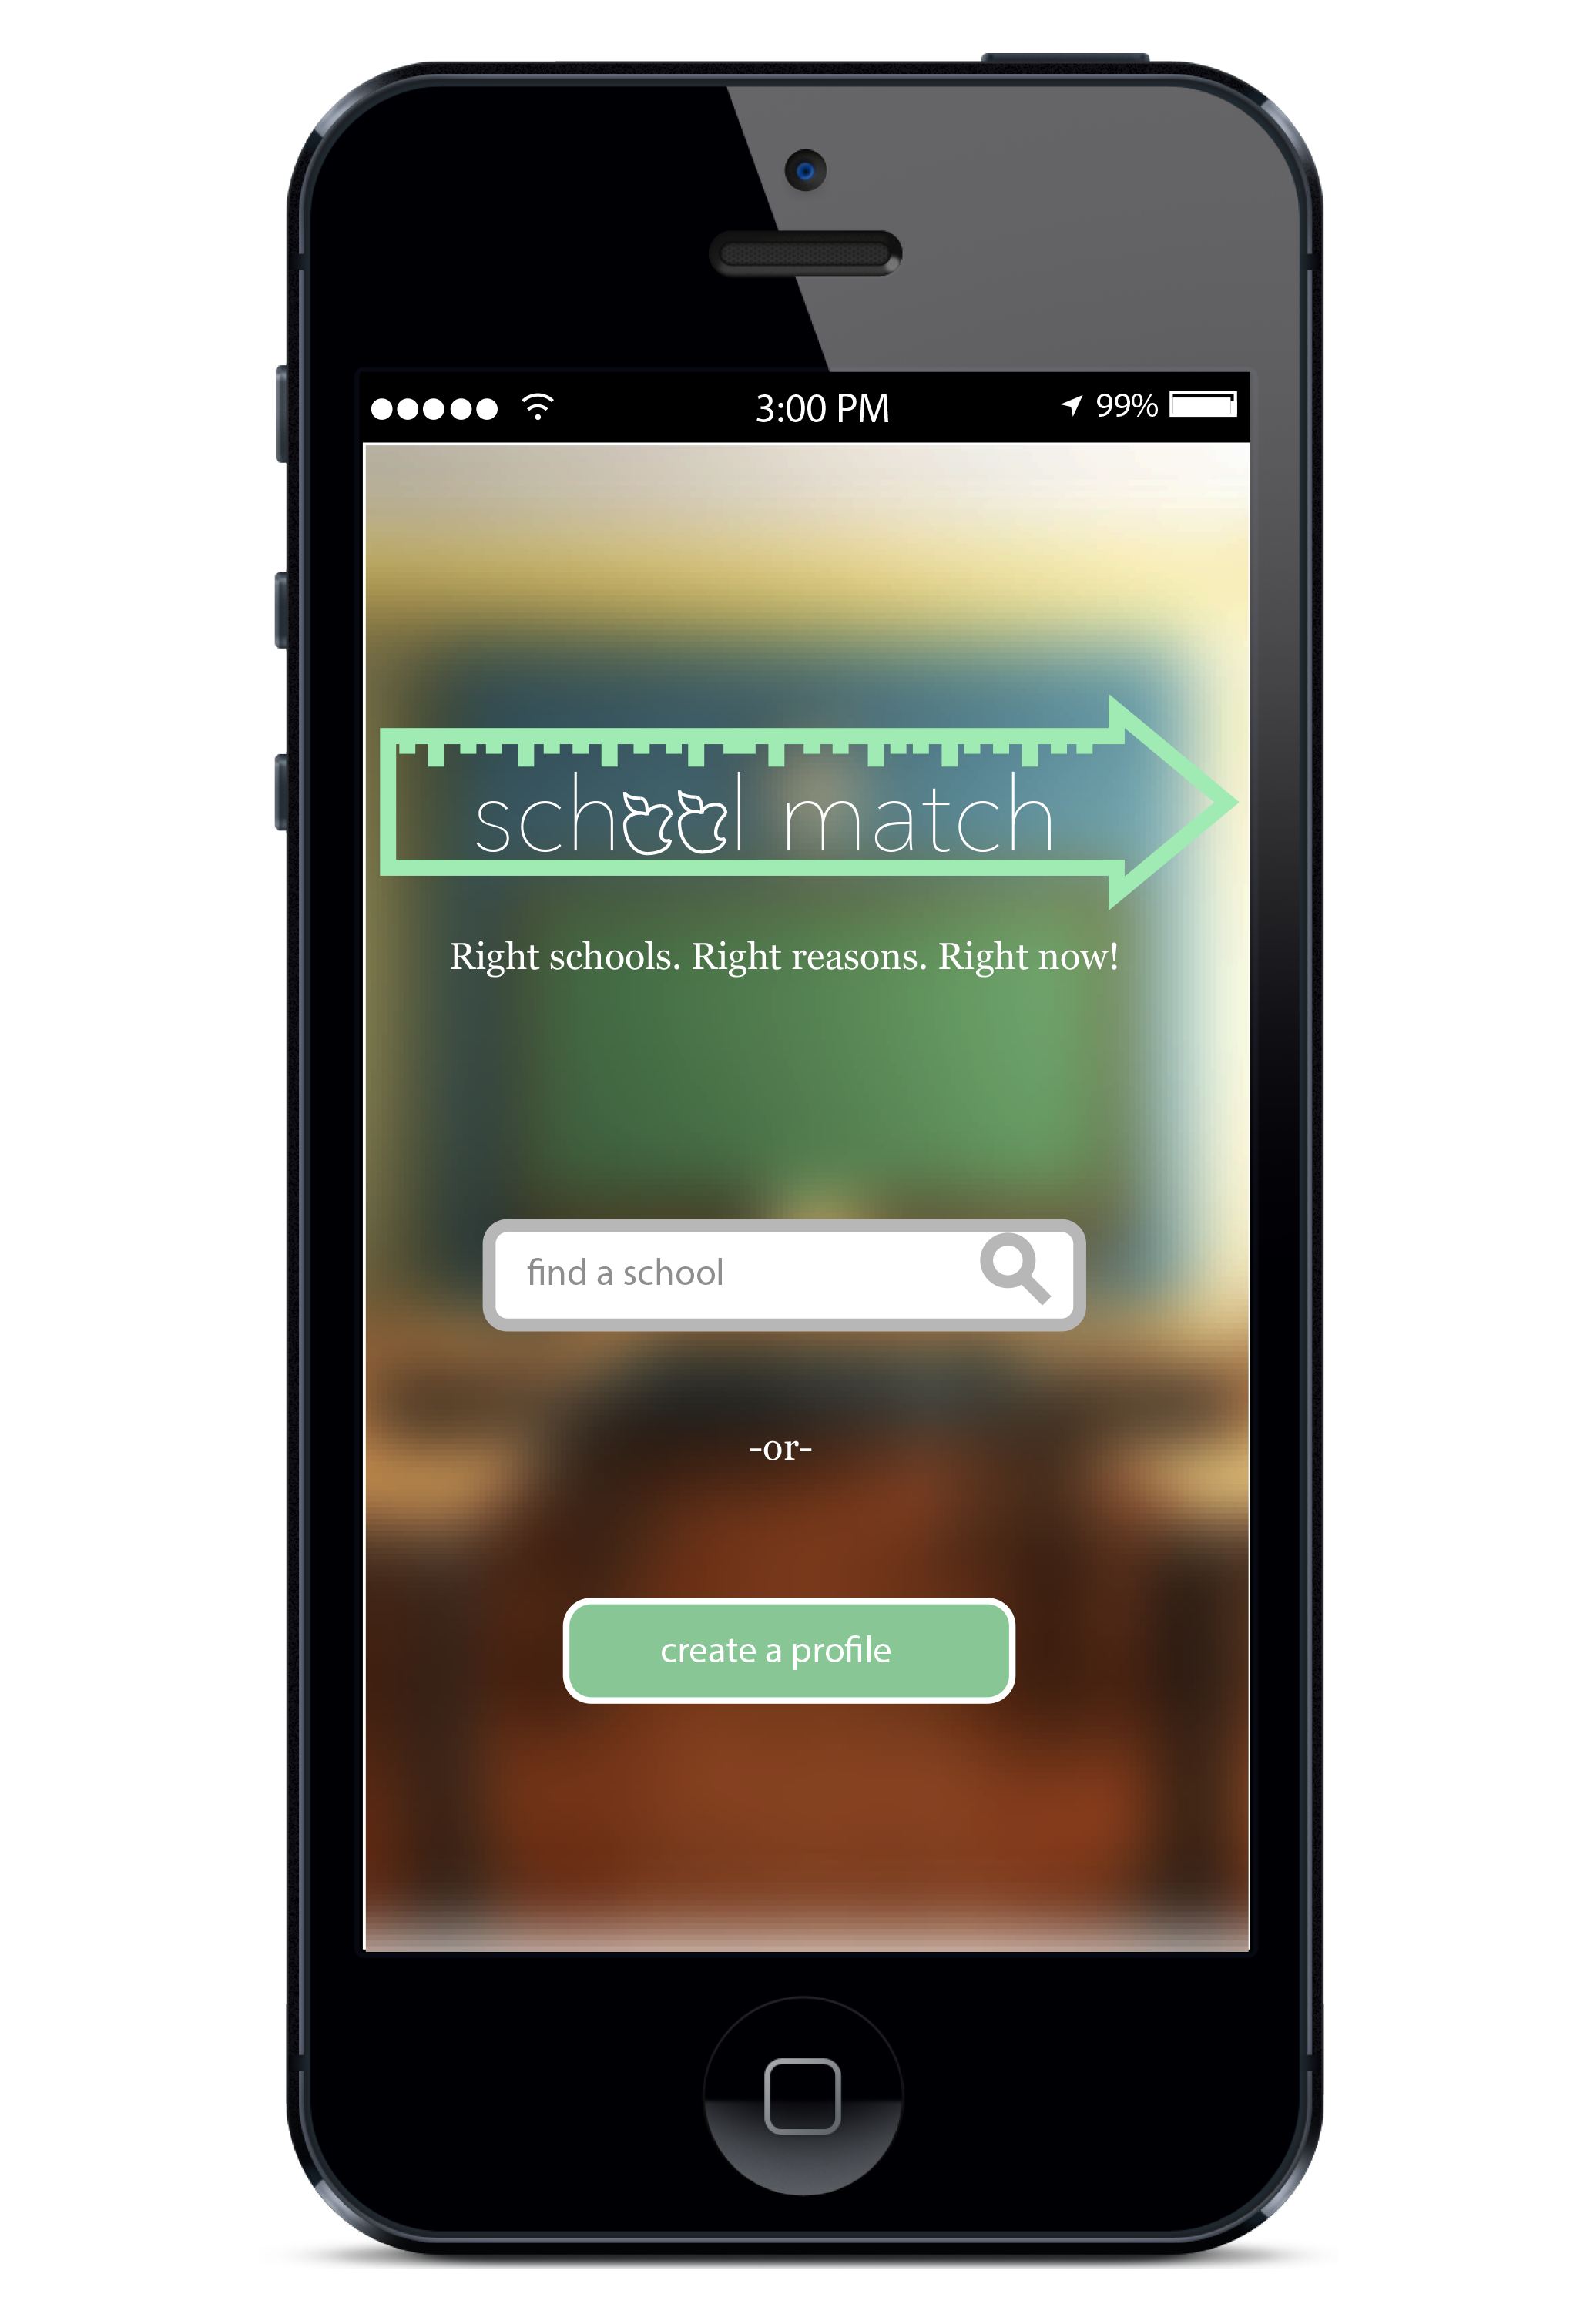 3:00 PM 99%
school match
Right schools. Right reasons. Right now!
find a school
-or-
create a profile